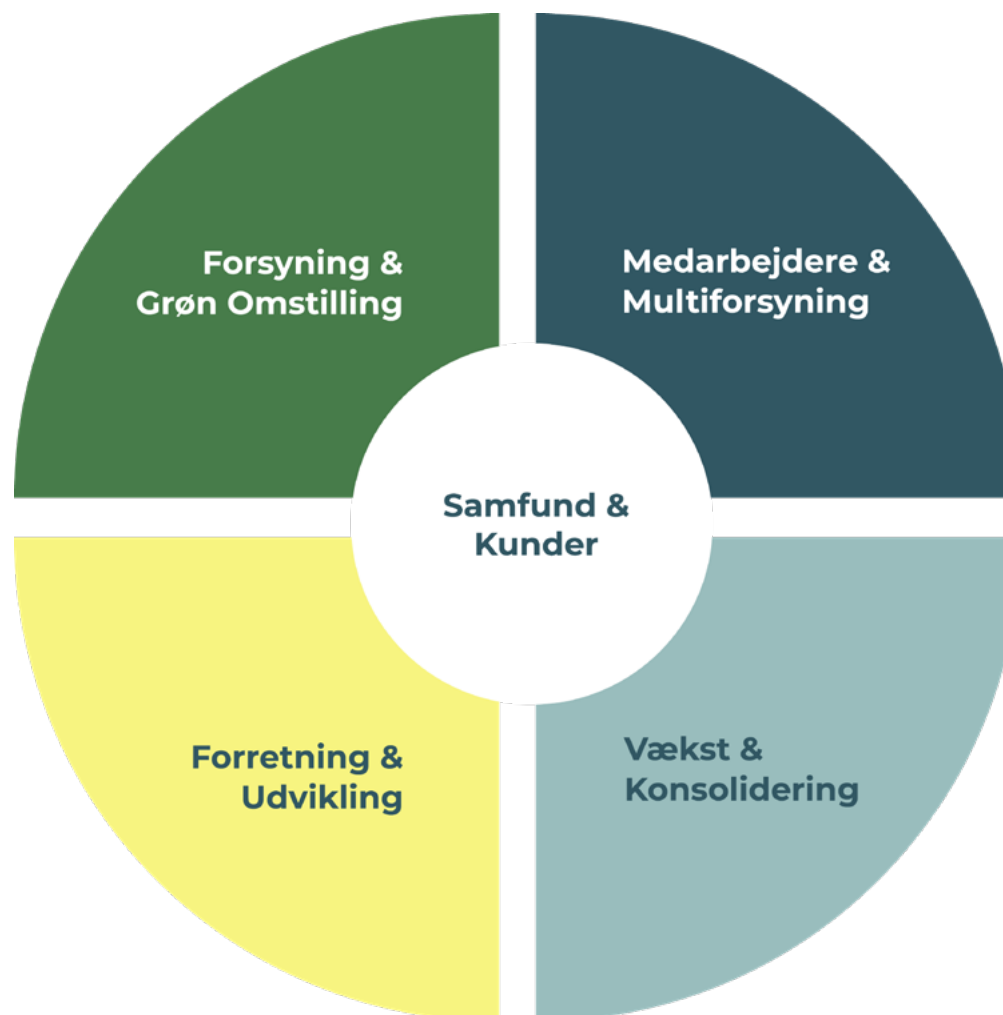 Forsyning &
Grøn Omstilling
Medarbejdere &
Multiforsyning
Samfund &
Kunder
Forretning &
Udvikling
Vækst &
Konsolidering